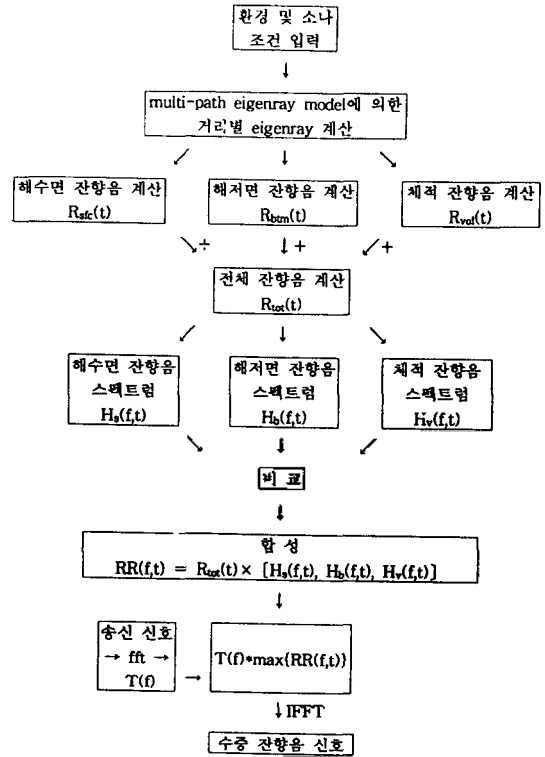 환경 및 소나
조건 입력
↓
multi-path eigenray model에 의한
거리별 eigenray 계산
↙ ↓ ↘
해수면 잔향음 계산 해저면 잔향음 계산 체적 잔향음 계산
Rsfc(t) Rbtm(t) Rvol(t)
↘÷ ↓+ ↙+
전체 잔향음 계산
Rtot(t)
↙ ↓ ↘
해수면 잔향음 해저면 잔향음 체적 잔향음
스펙트럼 스펙트럼 스펙트럼
Hs(f,t) Hb(f,t) Hv(f,t)
↘ ↓ ↙
비 교
↓
합 성
RR(f,t) = Rtot(t)× [Hs(f,t), Hb(f,t), Hv(f,t)]
↓
송신 신호
→ fft →
T(f) →
T(f)*max{RR(f,t)}
↓IFFT
수중 잔향음 신호